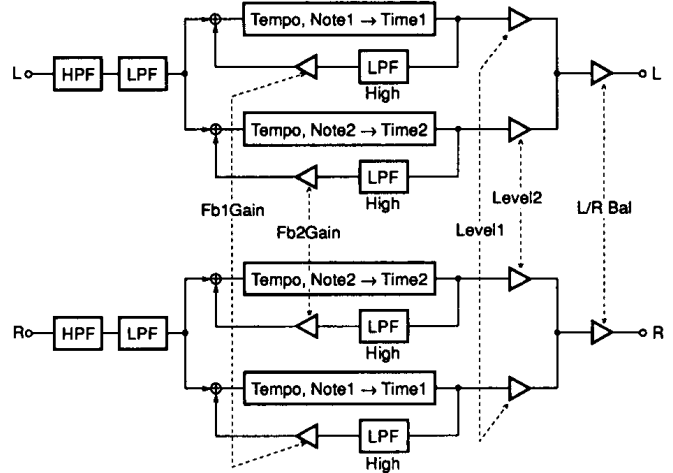 Tempo, Note1 → Time1
L HPF LPF LPF L
High
Tempo, Note2 → Time2
LPF
High
Fb1Gain Fb2Gain Level1 Level2 L/R Bal
Tempo, Note2 → Time2
R HPF LPF LPF R
High
Tempo, Note1 → Time1
LPF
High